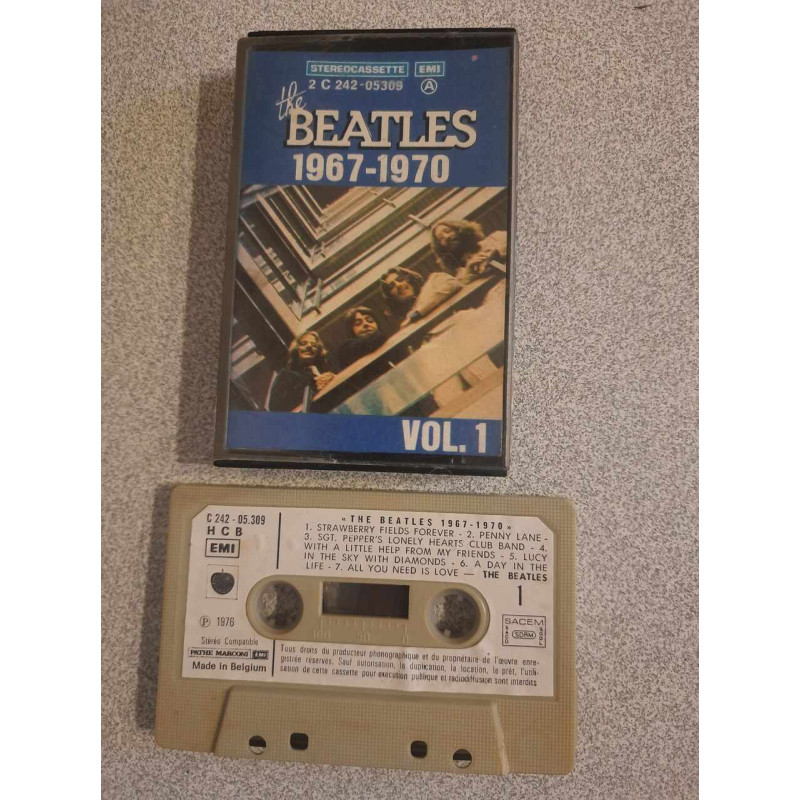 STEREOCASSETTE EMI
2 C 242-05309 A
the
BEATLES
1967-1970
VOL. 1
C 242 - 05.309
H C B
EMI
« THE BEATLES 1967-1970 »
1. STRAWBERRY FIELDS FOREVER - 2. PENNY LANE -
3. SGT. PEPPER'S LONELY HEARTS CLUB BAND - 4.
WITH A LITTLE HELP FROM MY FRIENDS - 5. LUCY
IN THE SKY WITH DIAMONDS - 6. A DAY IN THE
LIFE - 7. ALL YOU NEED IS LOVE — THE BEATLES
1
SACEM
SDRM
℗ 1976
Stéréo Compatible
PATHE MARCONI EMI
Made in Belgium
100 50 0
Tous droits du producteur phonographique et du propriétaire de l'œuvre enre-
gistrée réservés. Sauf autorisation, la duplication, la location, le prêt, l'utili-
sation de cette cassette pour exécution publique et radiodiffusion sont interdits